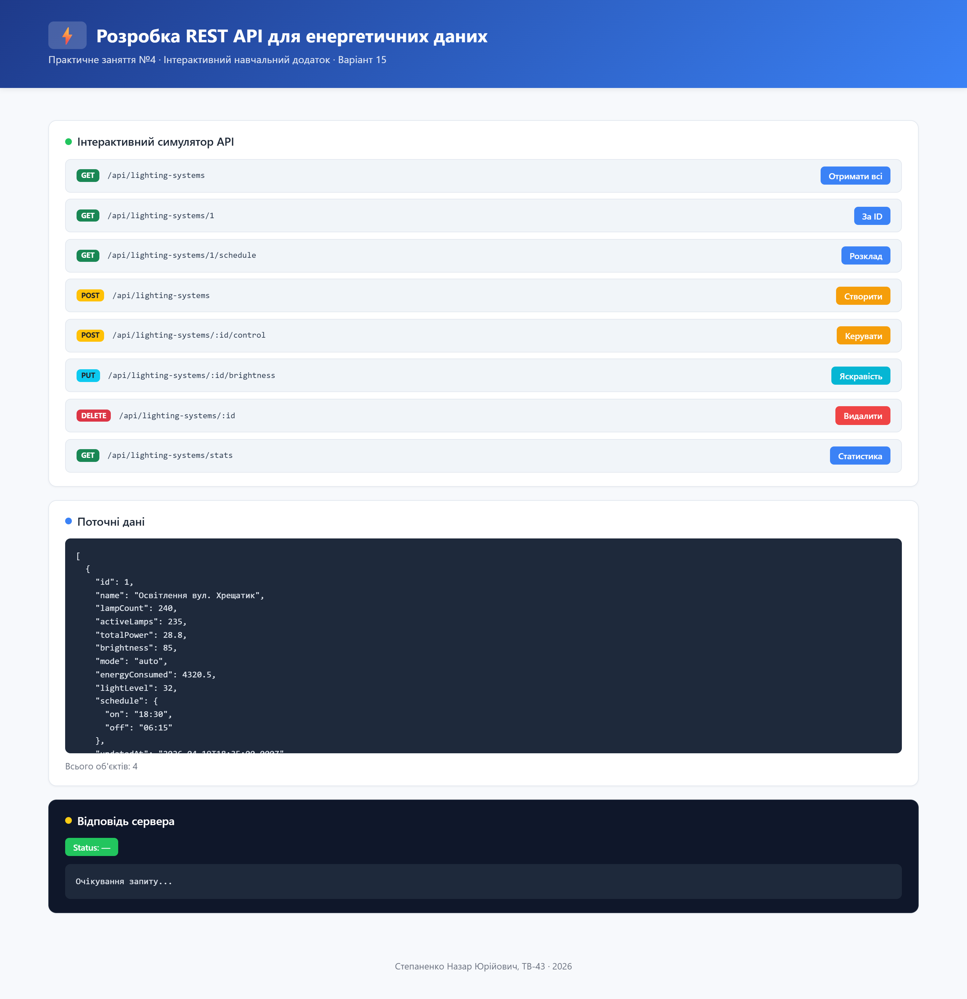 Розробка REST API для енергетичних даних
Практичне заняття №4 · Інтерактивний навчальний додаток · Варіант 15
Інтерактивний симулятор API
GET /api/lighting-systems Отримати всі
GET /api/lighting-systems/1 За ID
GET /api/lighting-systems/1/schedule Розклад
POST /api/lighting-systems Створити
POST /api/lighting-systems/:id/control Керувати
PUT /api/lighting-systems/:id/brightness Яскравість
DELETE /api/lighting-systems/:id Видалити
GET /api/lighting-systems/stats Статистика
Поточні дані
[
{
"id": 1,
"name": "Освітлення вул. Хрещатик",
"lampCount": 240,
"activeLamps": 235,
"totalPower": 28.8,
"brightness": 85,
"mode": "auto",
"energyConsumed": 4320.5,
"lightLevel": 32,
"schedule": {
"on": "18:30",
"off": "06:15"
},
"updatedAt":
Всього об'єктів: 4
Відповідь сервера
Status: —
Очікування запиту...
Степаненко Назар Юрійович, ТВ-43 · 2026